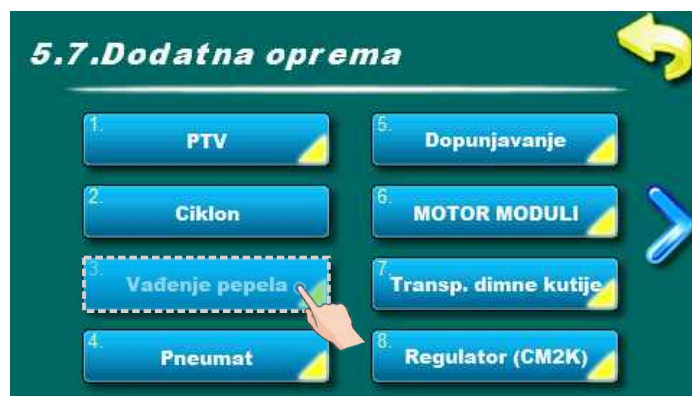 5.7.Dodatna oprema
1. PTV
2. Ciklon
3. Vađenje pepela
4. Pneumat
5. Dopunjavanje
6. MOTOR MODULI
7. Transp. dimne kutije
8. Regulator (CM2K)